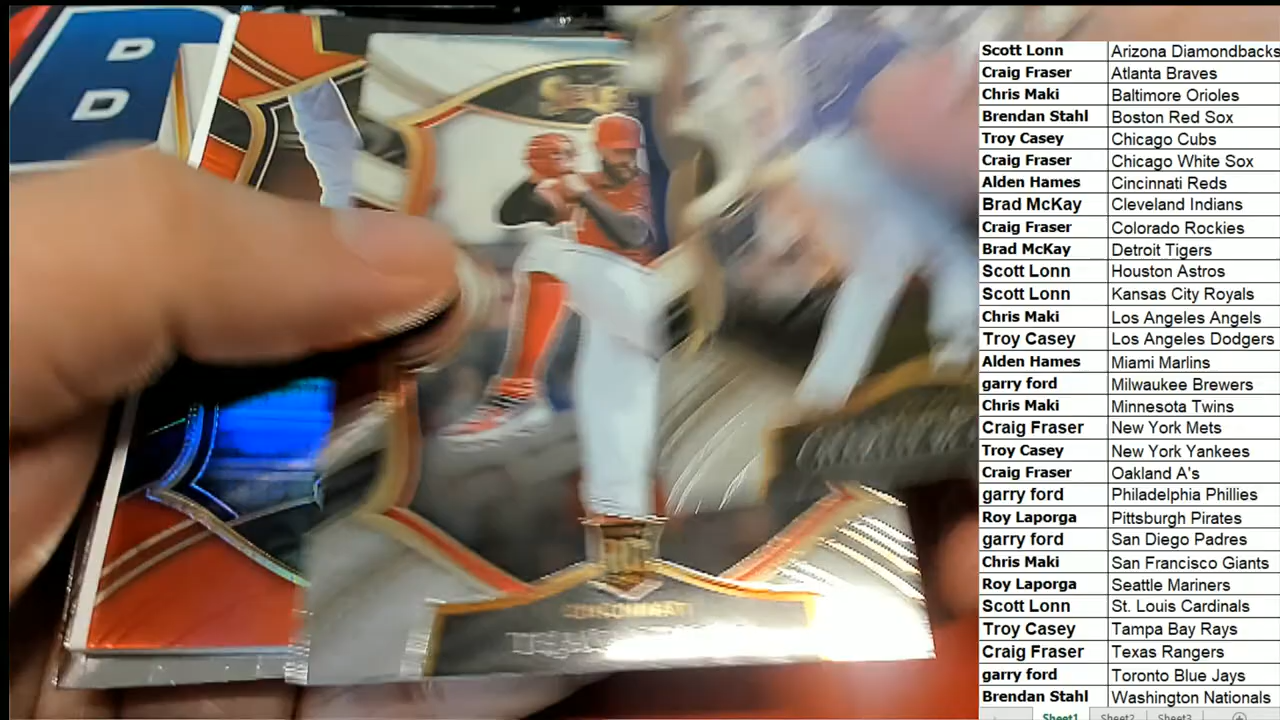 SELE
CINCINNATI
Scott Lonn Arizona Diamondbacks
Craig Fraser Atlanta Braves
Chris Maki Baltimore Orioles
Brendan Stahl Boston Red Sox
Troy Casey Chicago Cubs
Craig Fraser Chicago White Sox
Alden Hames Cincinnati Reds
Brad McKay Cleveland Indians
Craig Fraser Colorado Rockies
Brad McKay Detroit Tigers
Scott Lonn Houston Astros
Scott Lonn Kansas City Royals
Chris Maki Los Angeles Angels
Troy Casey Los Angeles Dodgers
Alden Hames Miami Marlins
garry ford Milwaukee Brewers
Chris Maki Minnesota Twins
Craig Fraser New York Mets
Troy Casey New York Yankees
Craig Fraser Oakland A's
garry ford Philadelphia Phillies
Roy Laporga Pittsburgh Pirates
garry ford San Diego Padres
Chris Maki San Francisco Giants
Roy Laporga Seattle Mariners
Scott Lonn St. Louis Cardinals
Troy Casey Tampa Bay Rays
Craig Fraser Texas Rangers
garry ford Toronto Blue Jays
Brendan Stahl Washington Nationals
Sheet1 Sheet2 Sheet3